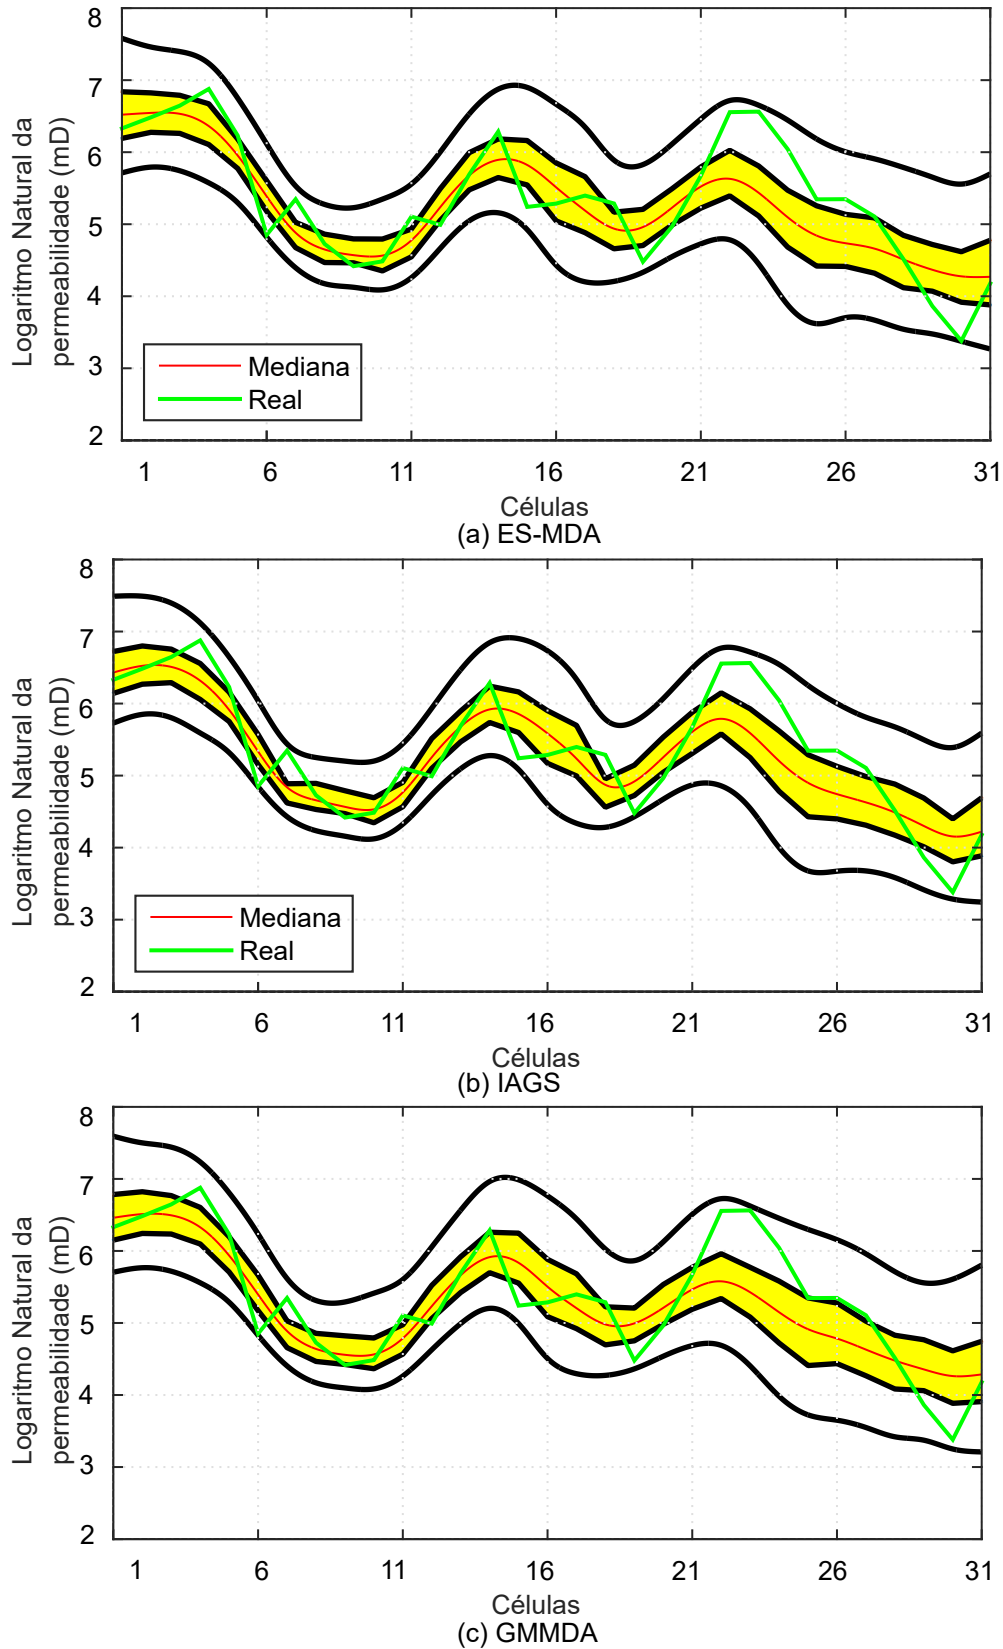 8
7
6
5
4
3
2
Logaritmo Natural da
permeabilidade (mD)
Mediana
Real
1 6 11 16 21 26 31
Células
(a) ES-MDA
8
7
6
5
4
3
2
Logaritmo Natural da
permeabilidade (mD)
Mediana
Real
1 6 11 16 21 26 31
Células
(b) IAGS
8
7
6
5
4
3
2
Logaritmo Natural da
permeabilidade (mD)
1 6 11 16 21 26 31
Células
(c) GMMDA